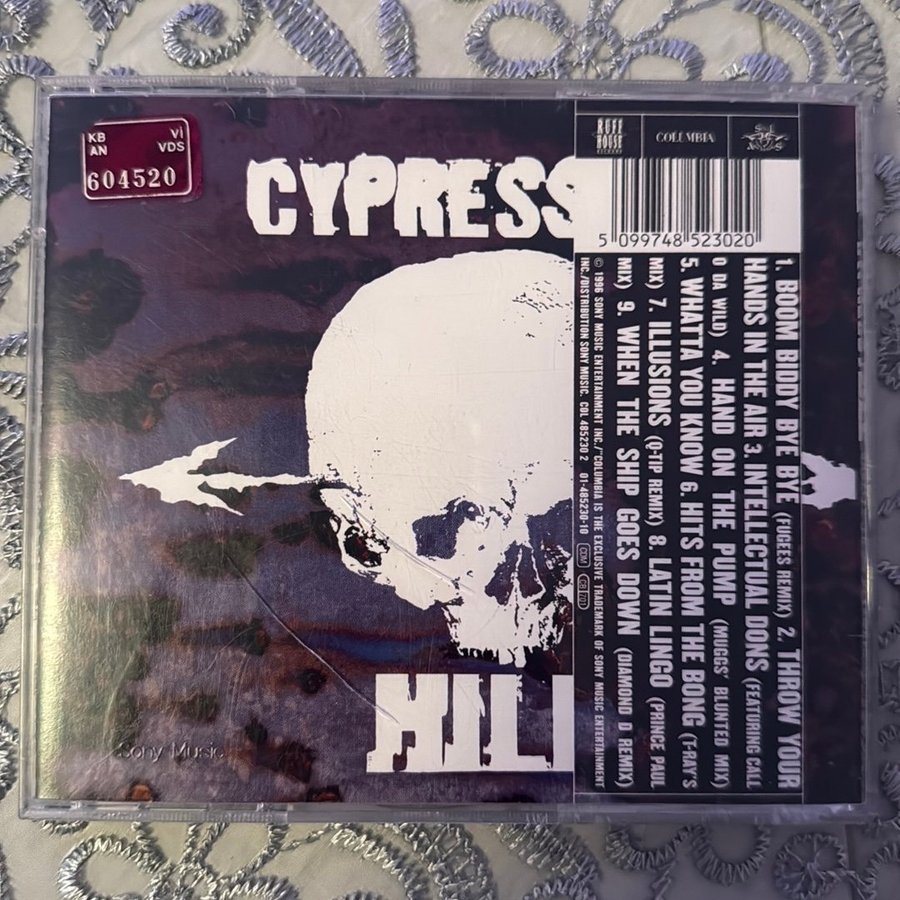 KB VI
AN VDS
604520
CYPRESS
HILL
Sony Music
RUFF
HOUSE
RECORDS
COLUMBIA
5 099748 523020
1. BOOM BIDDY BYE BYE (FUGEES REMIX) 2. THROW YOUR
HANDS IN THE AIR 3. INTELLECTUAL DONS (FEATURING CALL
O DA WILD) 4. HAND ON THE PUMP (MUGGS' BLUNTED MIX)
5. WHATTA YOU KNOW 6. HITS FROM THE BONG (T-RAY'S
MIX) 7. ILLUSIONS (Q-TIP REMIX) 8. LATIN LINGO (PRINCE PAUL
MIX) 9. WHEN THE SHIP GOES DOWN (DIAMOND D REMIX)
© 1996 SONY MUSIC ENTERTAINMENT INC./"COLUMBIA IS THE EXCLUSIVE TRADEMARK OF SONY MUSIC ENTERTAINMENT
INC./DISTRIBUTION SONY MUSIC. COL 485230 2 01-485230-10